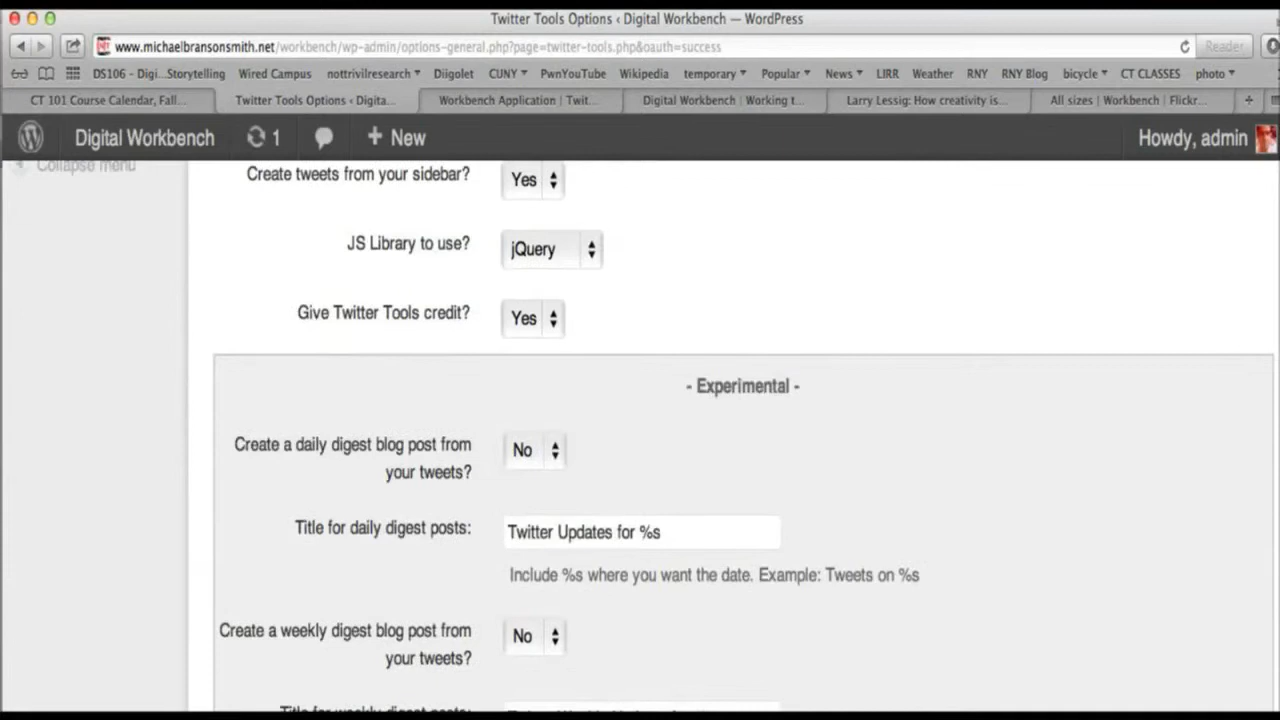 Twitter Tools Options ‹ Digital Workbench — WordPress
www.michaelbransonsmith.net/workbench/wp-admin/options-general.php?page=twitter-tools.php&oauth=success
Reader
DS106 - Digi...Storytelling Wired Campus nottrivilresearch Diigolet CUNY PwnYouTube Wikipedia temporary Popular News LIRR Weather RNY RNY Blog bicycle CT CLASSES photo
CT 101 Course Calendar, Fall... Twitter Tools Options ‹ Digita... Workbench Application | Twit... Digital Workbench | Working t... Larry Lessig: How creativity is... All sizes | Workbench | Flickr...
Digital Workbench 1 + New Howdy, admin
Collapse menu
Create tweets from your sidebar? Yes
JS Library to use? jQuery
Give Twitter Tools credit? Yes
- Experimental -
Create a daily digest blog post from
your tweets? No
Title for daily digest posts: Twitter Updates for %s
Include %s where you want the date. Example: Tweets on %s
Create a weekly digest blog post from
your tweets? No
Title for weekly digest posts: